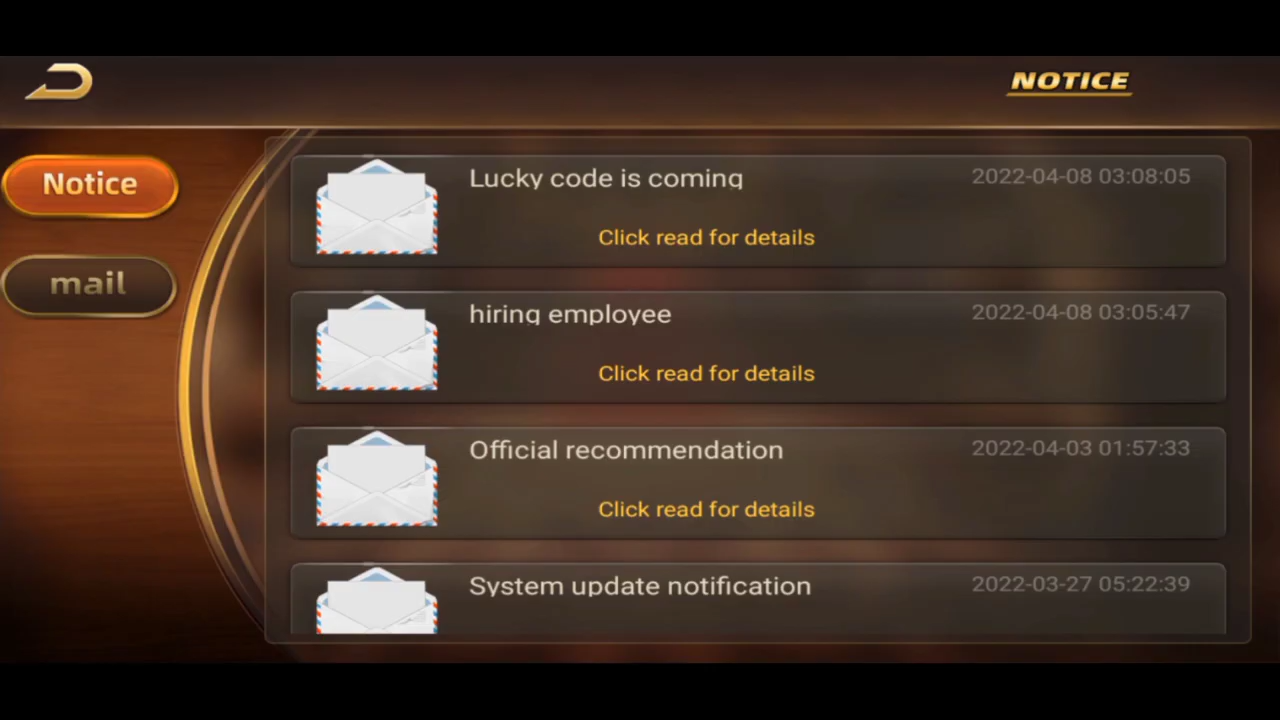 NOTICE
Notice
mail
Lucky code is coming
2022-04-08 03:08:05
Click read for details
hiring employee
2022-04-08 03:05:47
Click read for details
Official recommendation
2022-04-03 01:57:33
Click read for details
System update notification
2022-03-27 05:22:39